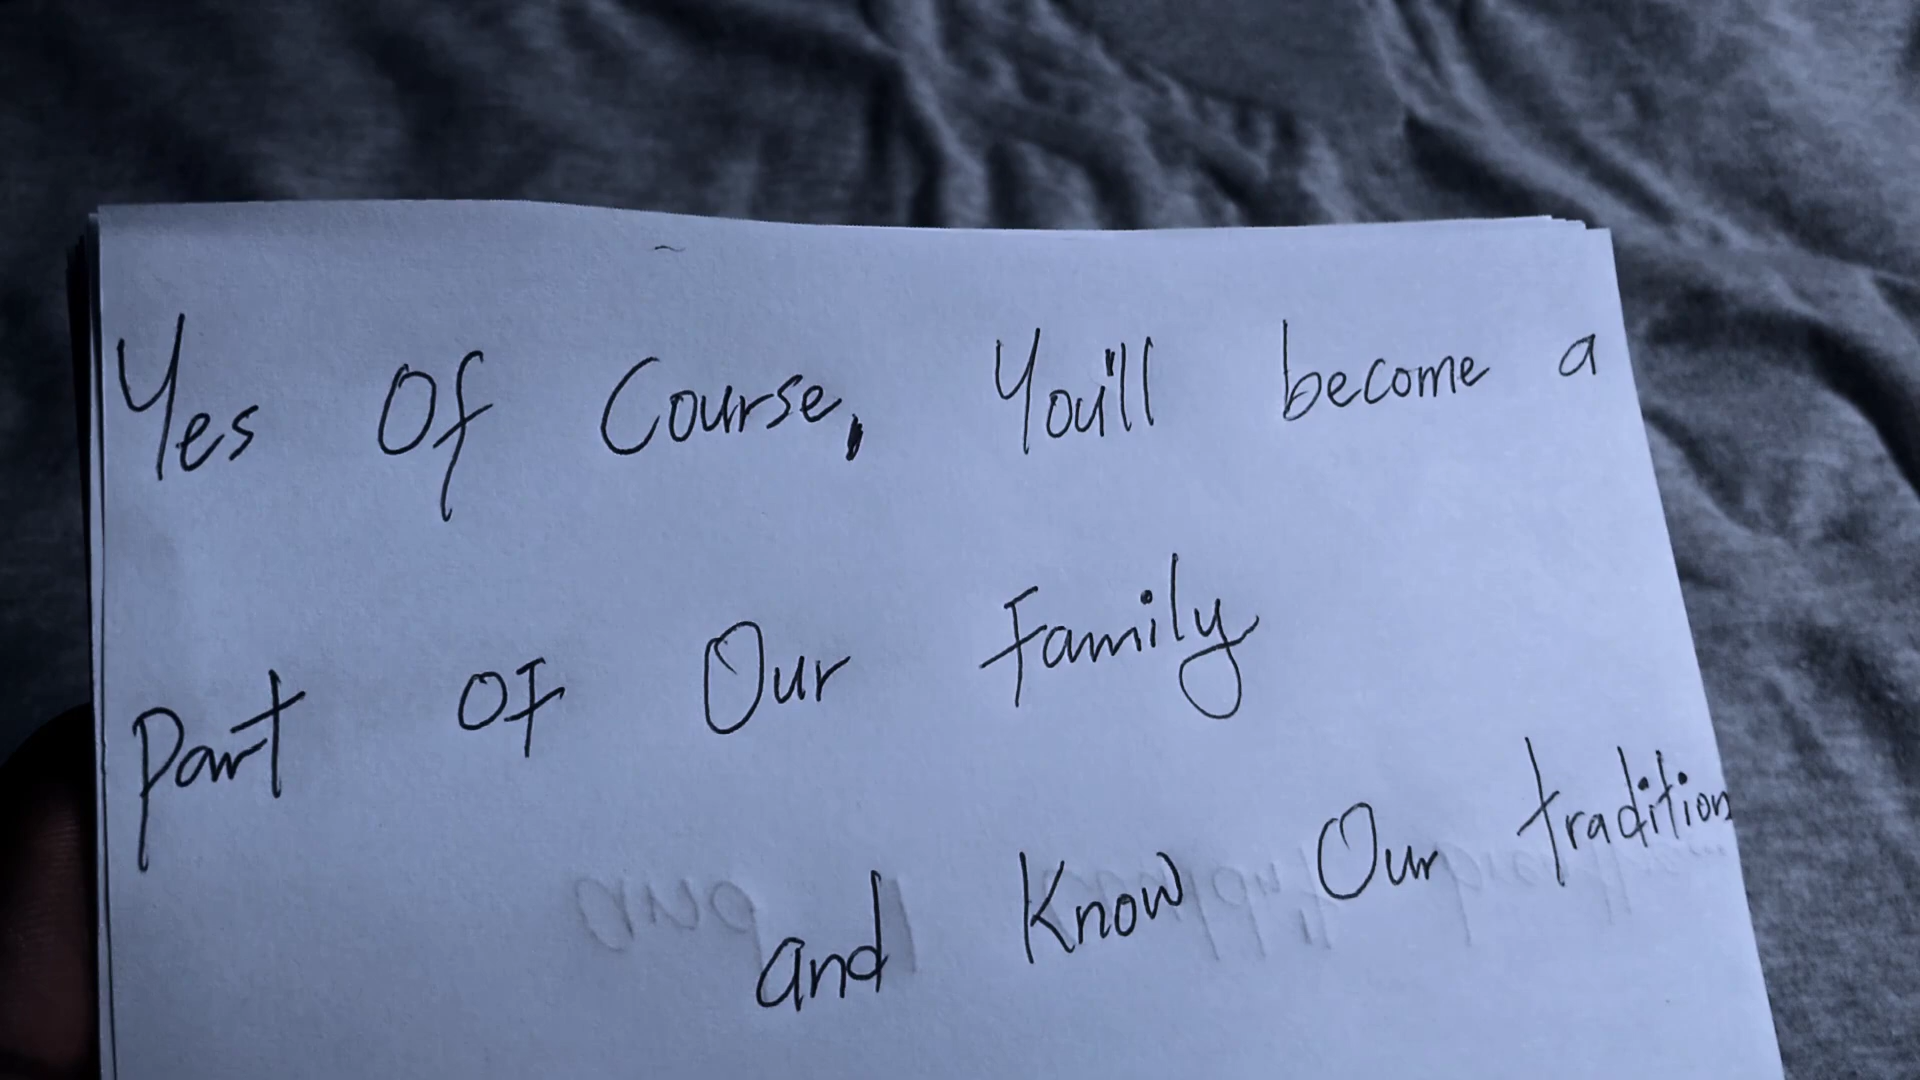 Yes Of Course, You'll become a
Part OF Our Family
and Know Our tradition